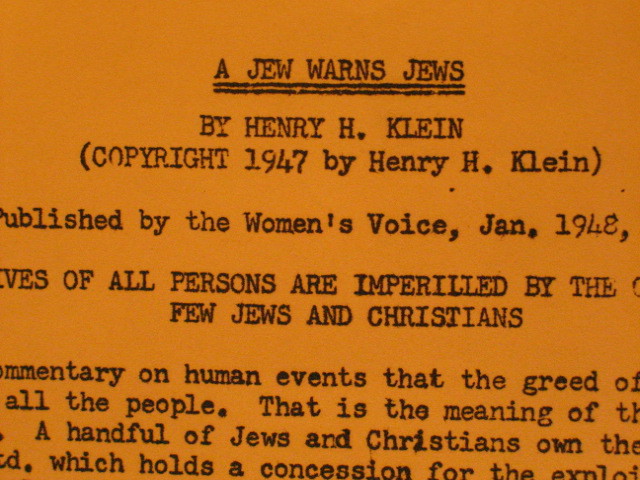 A JEW WARNS JEWS
BY HENRY H. KLEIN
(COPYRIGHT 1947 by Henry H. Klein)
Published by the Women's Voice, Jan. 1948,
IVES OF ALL PERSONS ARE IMPERILLED BY THE
FEW JEWS AND CHRISTIANS
ommentary on human events that the greed of
all the people. That is the meaning of th
. A handful of Jews and Christians own the
td. which holds a concession for the exploi